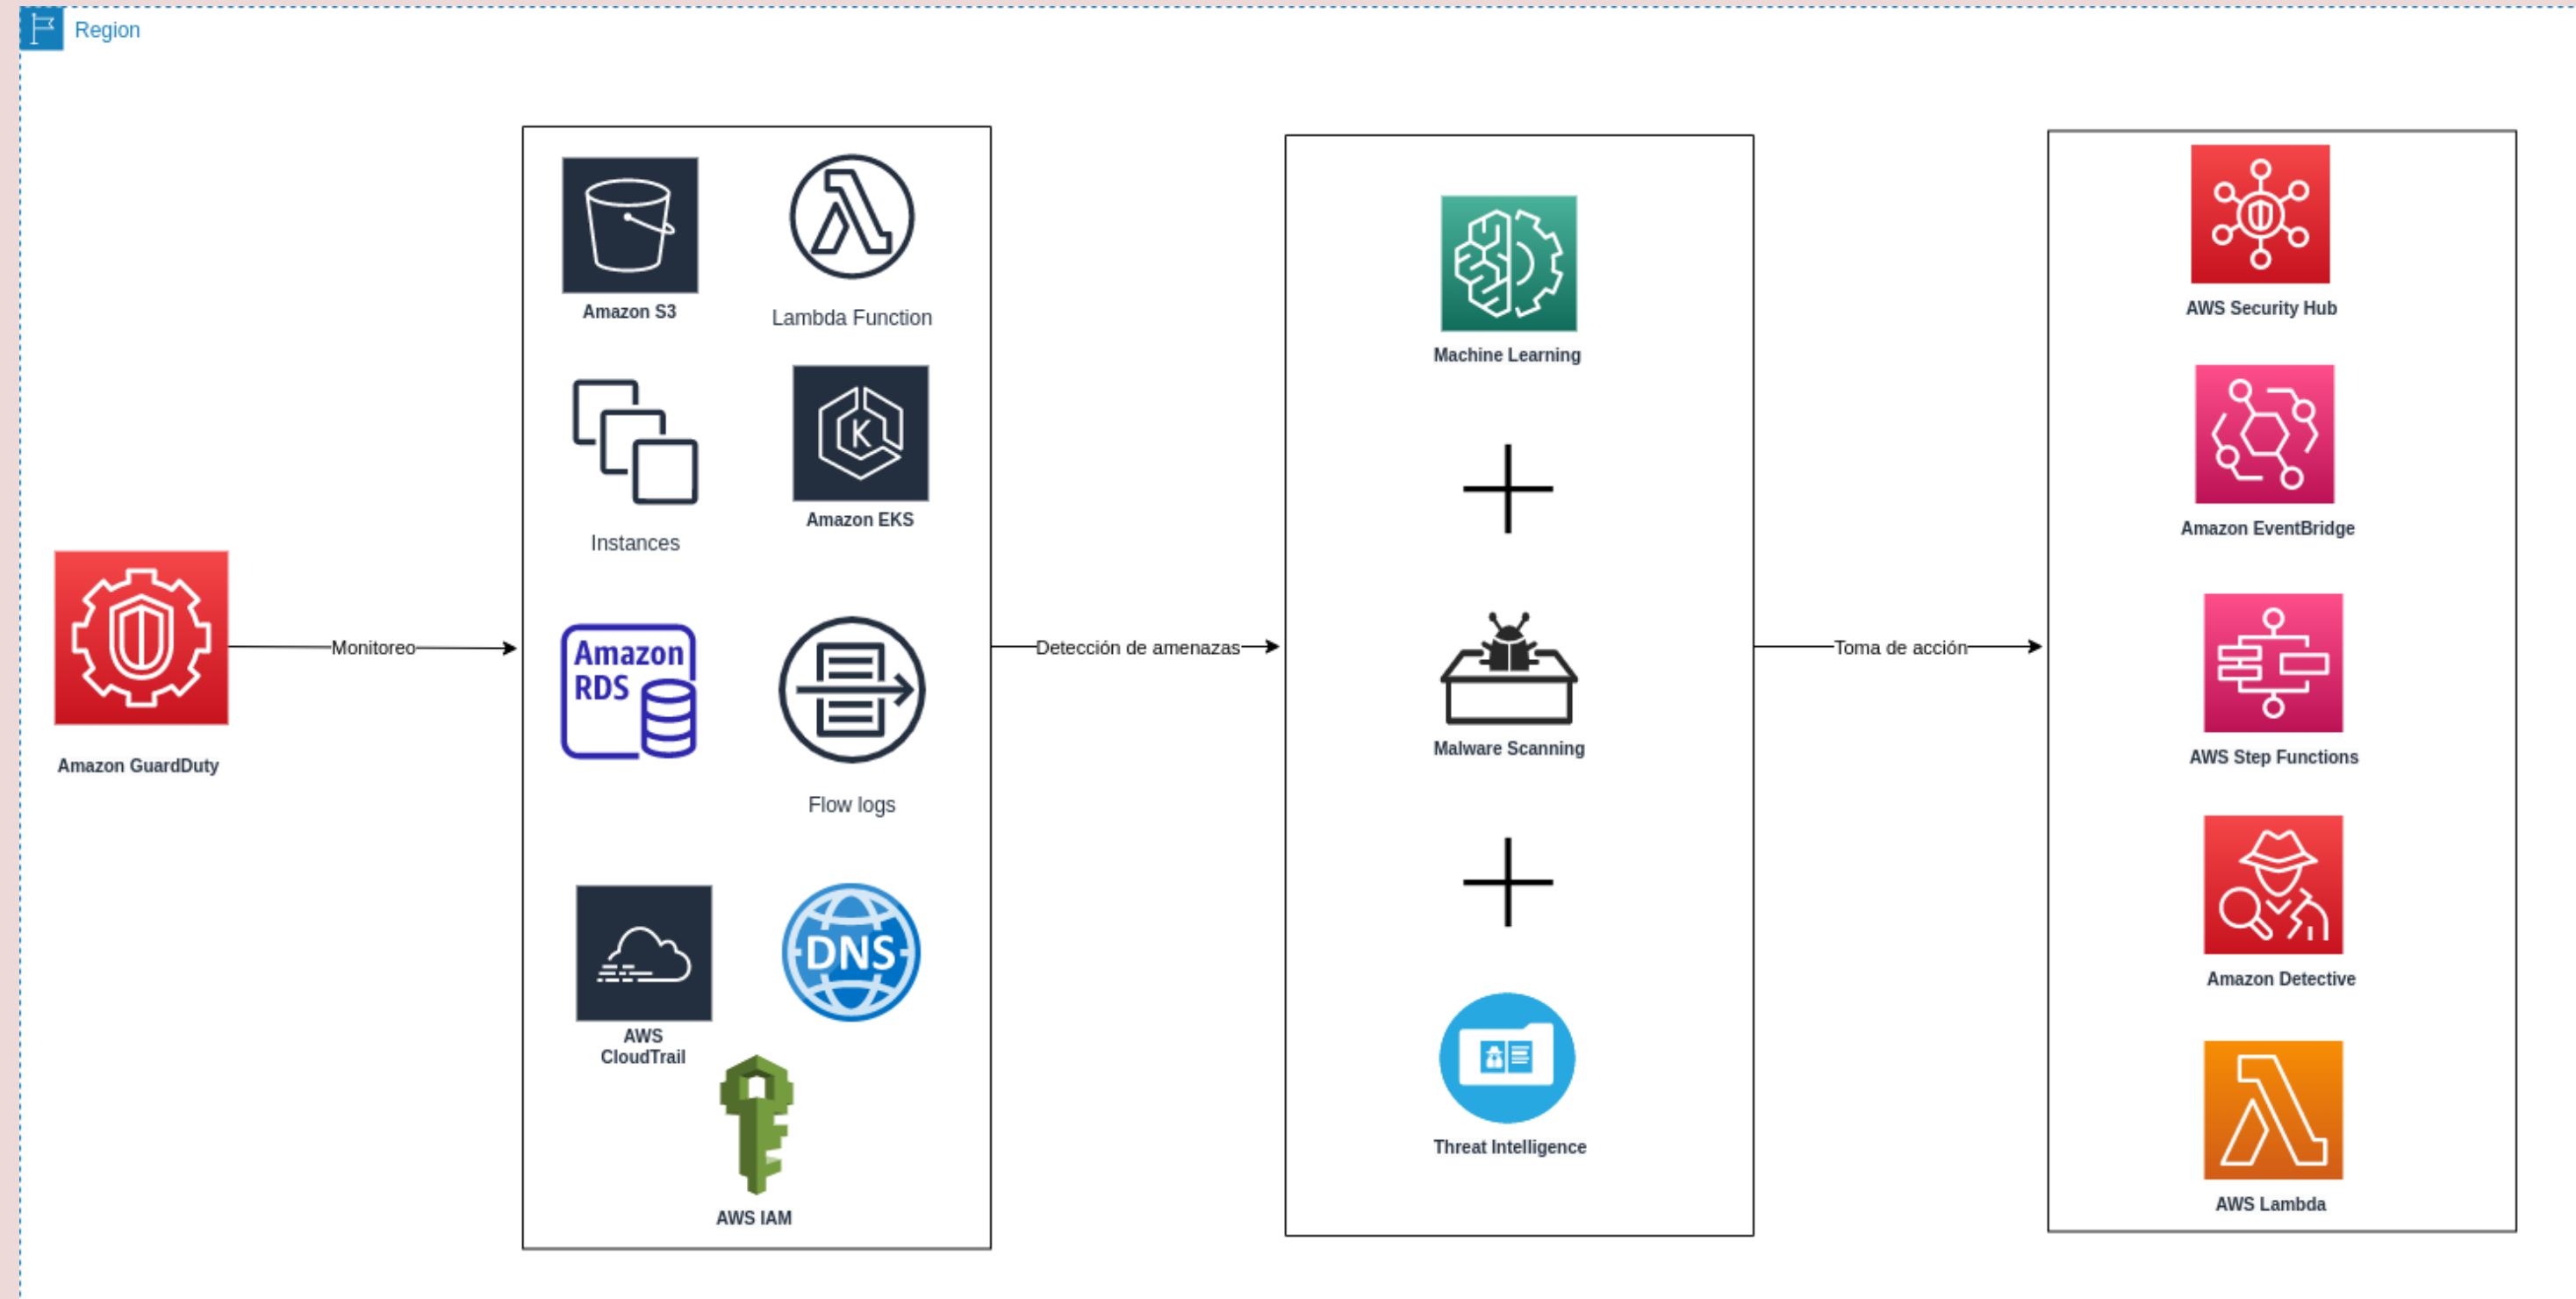 Region
Amazon GuardDuty
Monitoreo
Amazon S3
Lambda Function
Instances
Amazon EKS
K
Amazon
RDS
Flow logs
AWS
CloudTrail
DNS
AWS IAM
Detección de amenazas
Machine Learning
Malware Scanning
Threat Intelligence
Toma de acción
AWS Security Hub
Amazon EventBridge
AWS Step Functions
Amazon Detective
AWS Lambda